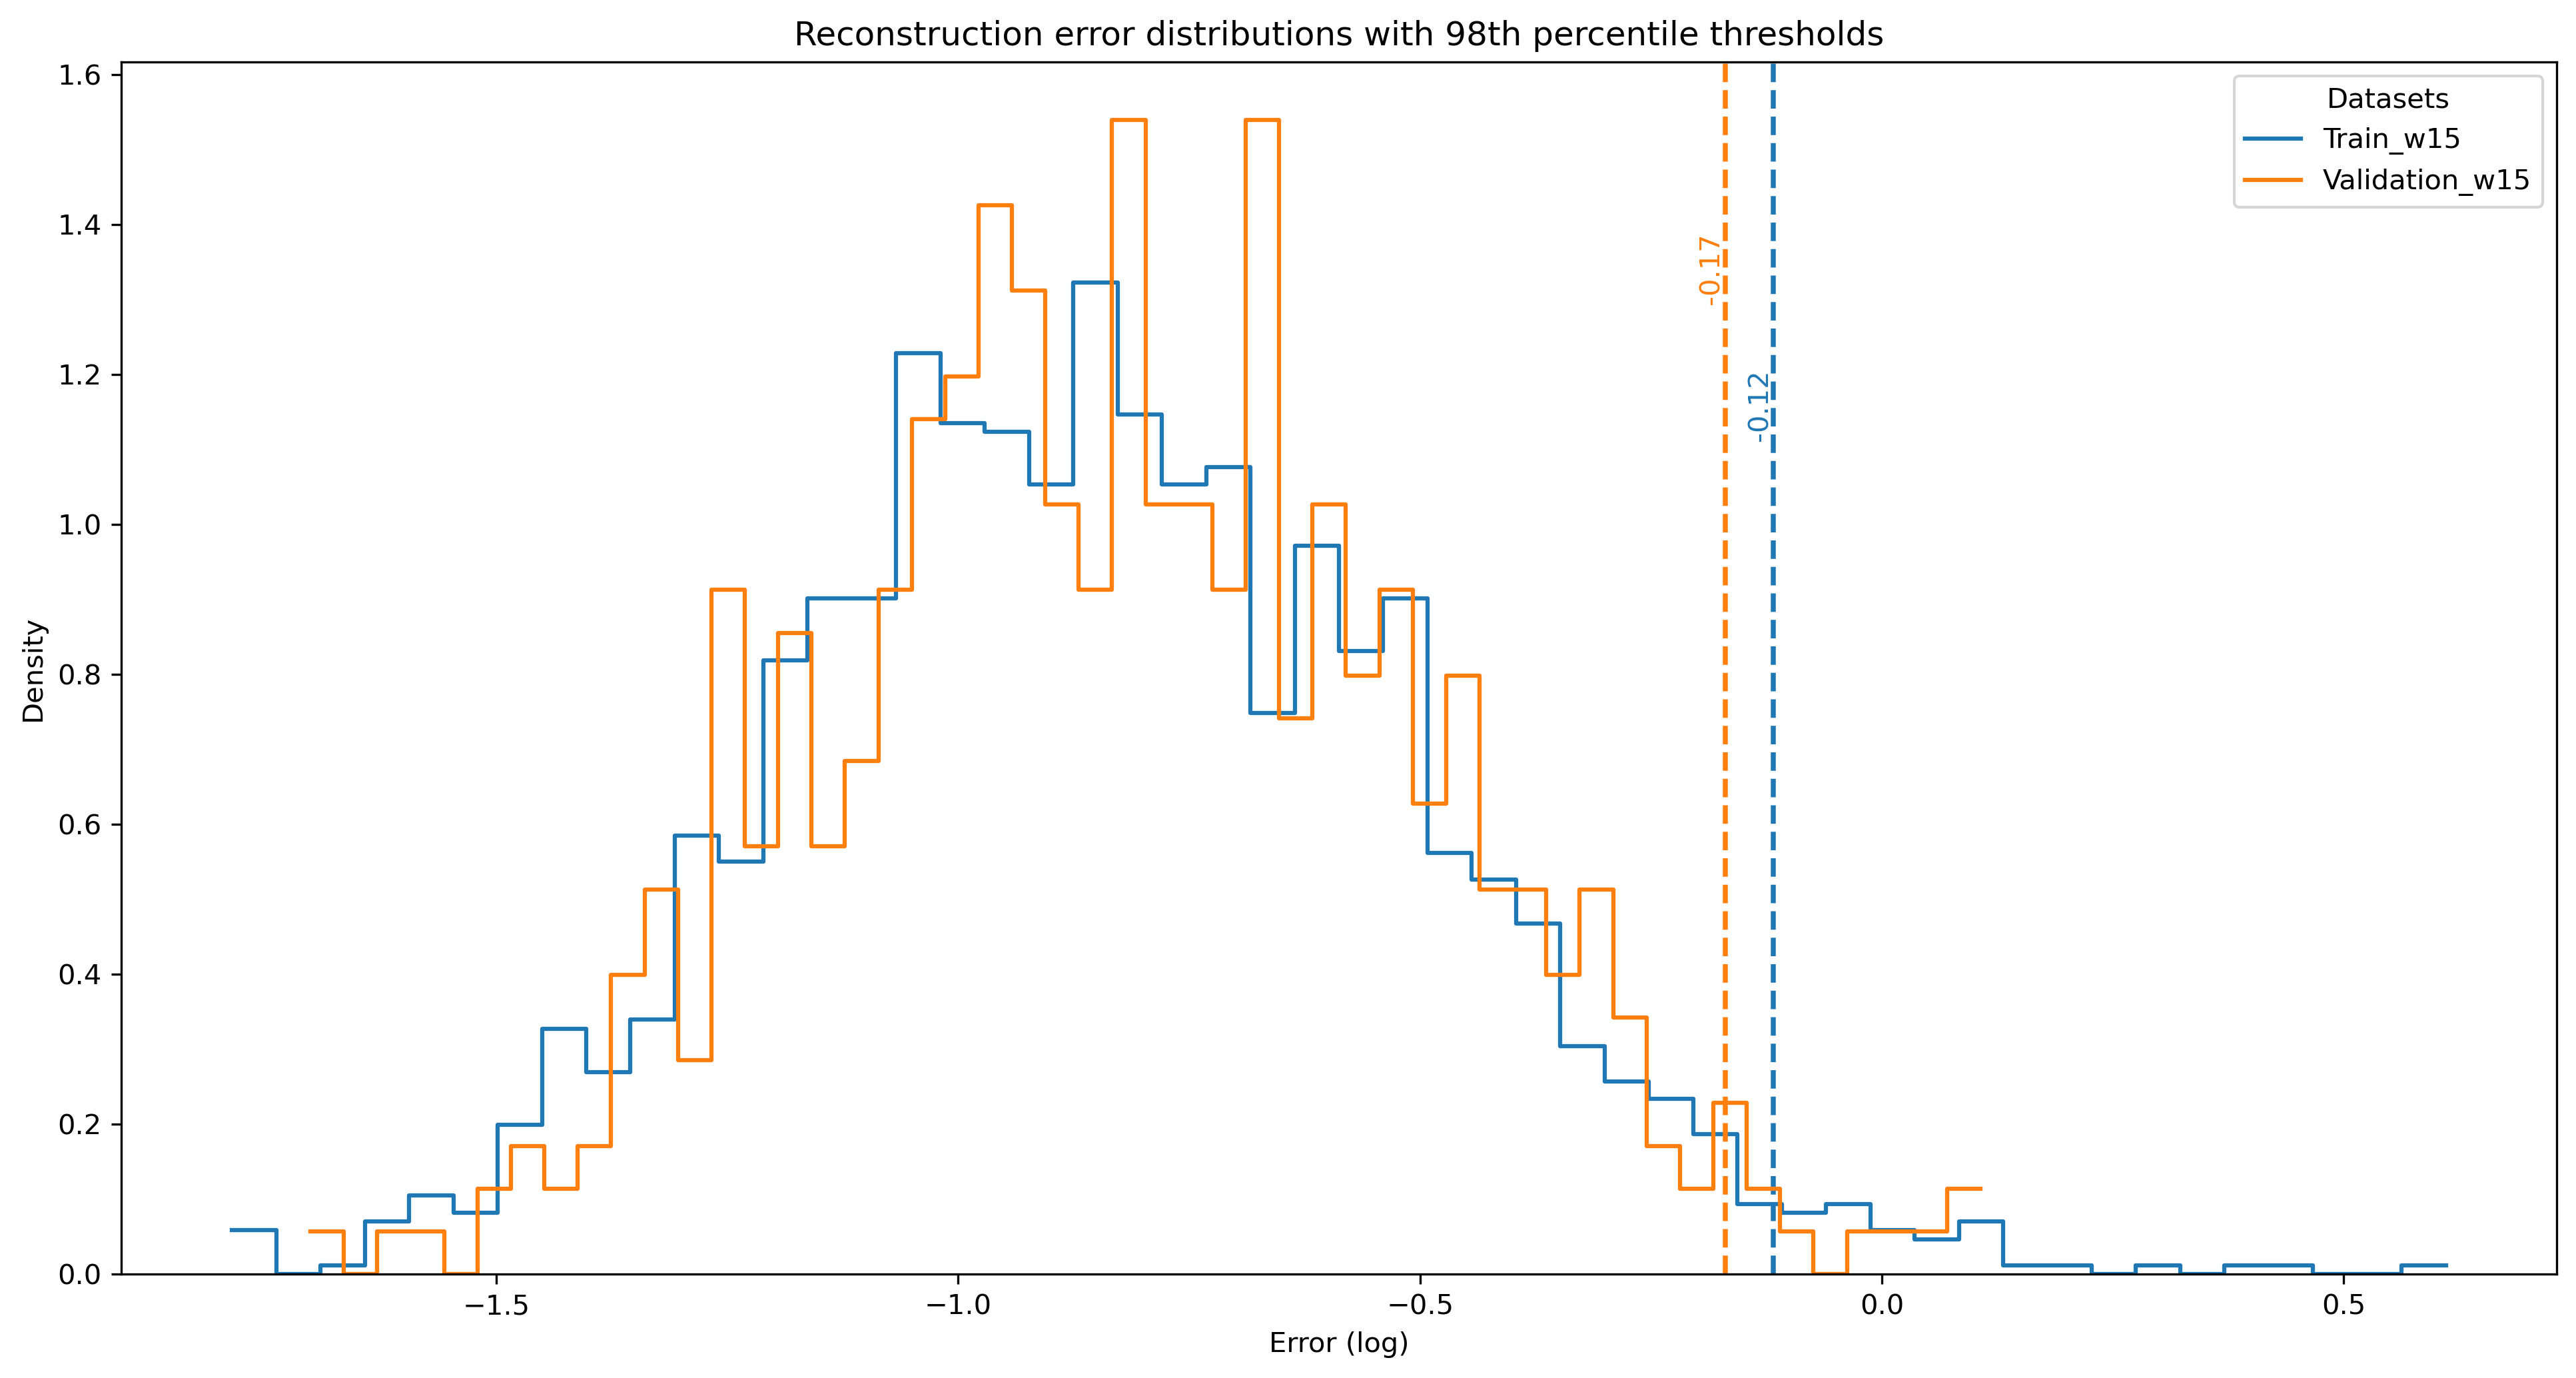 Reconstruction error distributions with 98th percentile thresholds
1.6
1.4
1.2
1.0
0.8
0.6
0.4
0.2
0.0
Density
−1.5
−1.0
−0.5
0.0
0.5
Error (log)
-0.17
-0.12
Datasets
Train_w15
Validation_w15